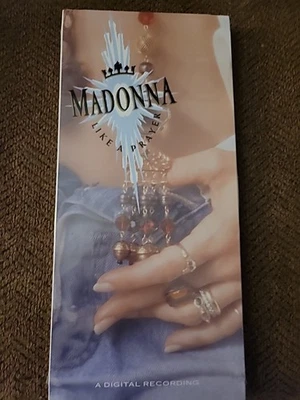 MADONNA
LIKE A PRAYER
A DIGITAL RECORDING